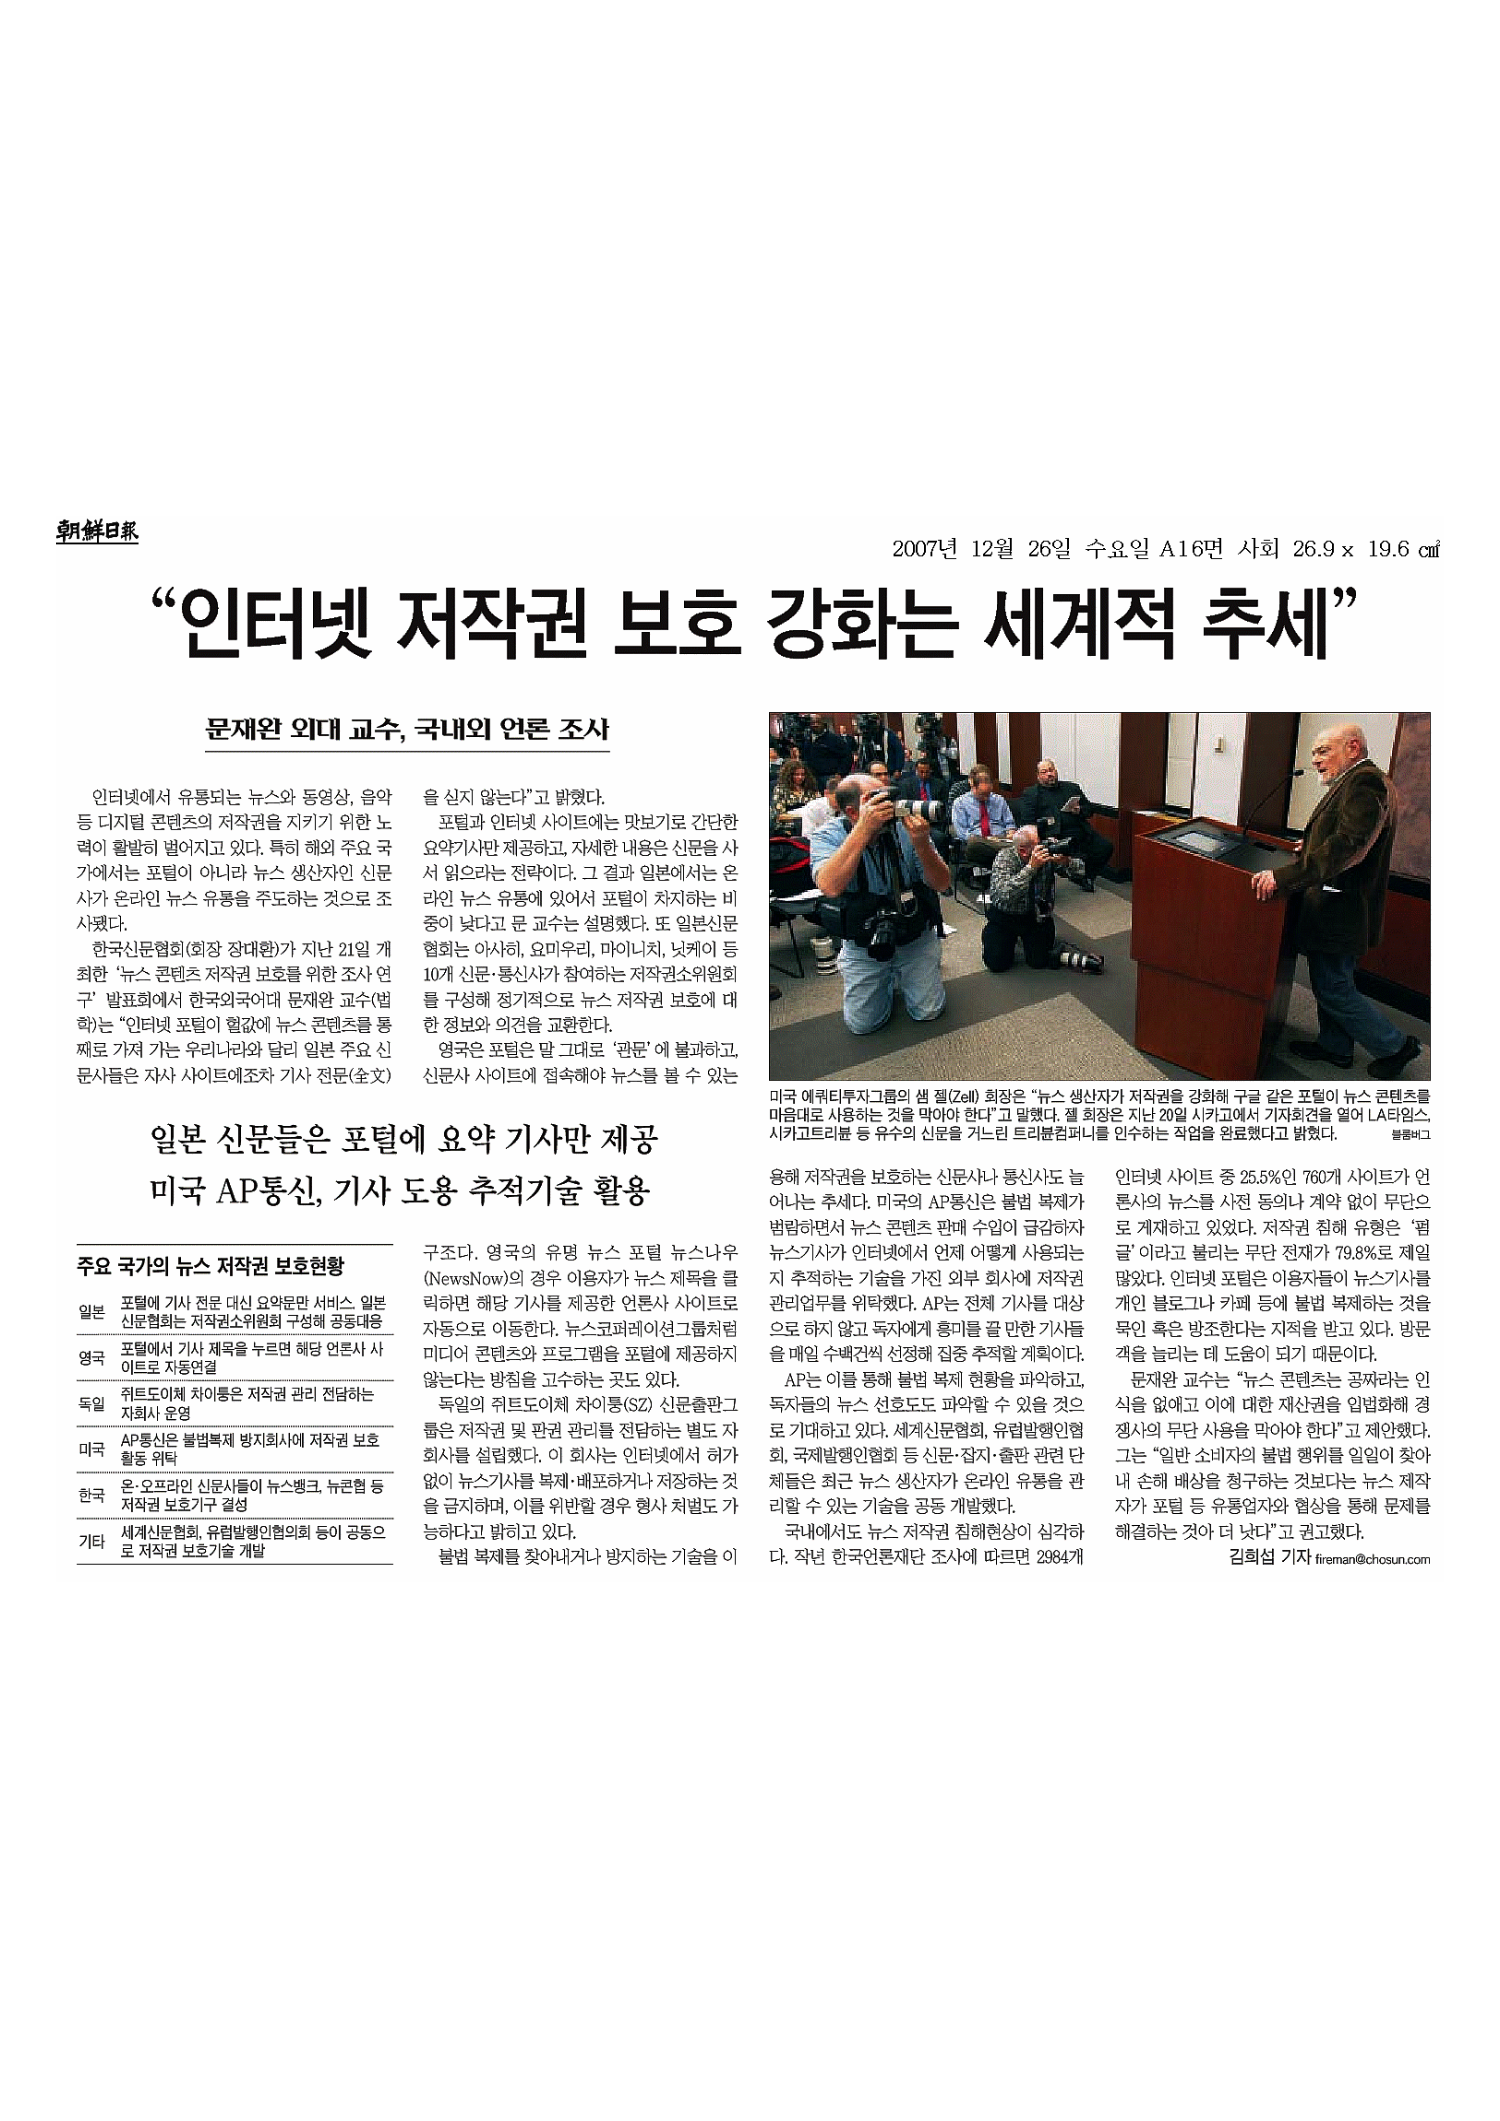 朝鮮日報
2007년 12월 26일 수요일 A16면 사회 26.9 x 19.6 ㎠
“인터넷 저작권 보호 강화는 세계적 추세”
문재완 외대 교수, 국내외 언론 조사
인터넷에서 유통되는 뉴스와 동영상, 음악
등 디지털 콘텐츠의 저작권을 지키기 위한 노
력이 활발히 벌어지고 있다. 특히 해외 주요 국
가에서는 포털이 아니라 뉴스 생산자인 신문
사가 온라인 뉴스 유통을 주도하는 것으로 조
사됐다.
한국신문협회(회장 장대환)가 지난 21일 개
최한 ‘뉴스 콘텐츠 저작권 보호를 위한 조사 연
구’ 발표회에서 한국외국어대 문재완 교수(법
학)는 “인터넷 포털이 헐값에 뉴스 콘텐츠를 통
째로 가져 가는 우리나라와 달리 일본 주요 신
문사들은 자사 사이트에조차 기사 전문(全文)
을 싣지 않는다”고 밝혔다.
포털과 인터넷 사이트에는 맛보기로 간단한
요약기사만 제공하고, 자세한 내용은 신문을 사
서 읽으라는 전략이다. 그 결과 일본에서는 온
라인 뉴스 유통에 있어서 포털이 차지하는 비
중이 낮다고 문 교수는 설명했다. 또 일본신문
협회는 아사히, 요미우리, 마이니치, 닛케이 등
10개 신문·통신사가 참여하는 저작권소위원회
를 구성해 정기적으로 뉴스 저작권 보호에 대
한 정보와 의견을 교환한다.
영국은 포털은 말 그대로 ‘관문’에 불과하고,
신문사 사이트에 접속해야 뉴스를 볼 수 있는
일본 신문들은 포털에 요약 기사만 제공
미국 AP통신, 기사 도용 추적기술 활용
주요 국가의 뉴스 저작권 보호현황
일본 포털에 기사 전문 대신 요약문만 서비스. 일본
신문협회는 저작권소위원회 구성해 공동대응
영국 포털에서 기사 제목을 누르면 해당 언론사 사
이트로 자동연결
독일 쥐트도이체 차이퉁은 저작권 관리 전담하는
자회사 운영
미국 AP통신은 불법복제 방지회사에 저작권 보호
활동 위탁
한국 온·오프라인 신문사들이 뉴스뱅크, 뉴콘협 등
저작권 보호기구 결성
기타 세계신문협회, 유럽발행인협의회 등이 공동으
로 저작권 보호기술 개발
구조다. 영국의 유명 뉴스 포털 뉴스나우
(NewsNow)의 경우 이용자가 뉴스 제목을 클
릭하면 해당 기사를 제공한 언론사 사이트로
자동으로 이동한다. 뉴스코퍼레이션그룹처럼
미디어 콘텐츠와 프로그램을 포털에 제공하지
않는다는 방침을 고수하는 곳도 있다.
독일의 쥐트도이체 차이퉁(SZ) 신문출판그
룹은 저작권 및 판권 관리를 전담하는 별도 자
회사를 설립했다. 이 회사는 인터넷에서 허가
없이 뉴스기사를 복제·배포하거나 저장하는 것
을 금지하며, 이를 위반할 경우 형사 처벌도 가
능하다고 밝히고 있다.
불법 복제를 찾아내거나 방지하는 기술을 이
미국 에쿼티투자그룹의 샘 젤(Zell) 회장은 “뉴스 생산자가 저작권을 강화해 구글 같은 포털이 뉴스 콘텐츠를
마음대로 사용하는 것을 막아야 한다”고 말했다. 젤 회장은 지난 20일 시카고에서 기자회견을 열어 LA타임스,
시카고트리뷴 등 유수의 신문을 거느린 트리뷴컴퍼니를 인수하는 작업을 완료했다고 밝혔다. 블룸버그
용해 저작권을 보호하는 신문사나 통신사도 늘
어나는 추세다. 미국의 AP통신은 불법 복제가
범람하면서 뉴스 콘텐츠 판매 수입이 급감하자
뉴스기사가 인터넷에서 언제 어떻게 사용되는
지 추적하는 기술을 가진 외부 회사에 저작권
관리업무를 위탁했다. AP는 전체 기사를 대상
으로 하지 않고 독자에게 흥미를 끌 만한 기사들
을 매일 수백건씩 선정해 집중 추적할 계획이다.
AP는 이를 통해 불법 복제 현황을 파악하고,
독자들의 뉴스 선호도도 파악할 수 있을 것으
로 기대하고 있다. 세계신문협회, 유럽발행인협
회, 국제발행인협회 등 신문·잡지·출판 관련 단
체들은 최근 뉴스 생산자가 온라인 유통을 관
리할 수 있는 기술을 공동 개발했다.
국내에서도 뉴스 저작권 침해현상이 심각하
다. 작년 한국언론재단 조사에 따르면 2984개
인터넷 사이트 중 25.5%인 760개 사이트가 언
론사의 뉴스를 사전 동의나 계약 없이 무단으
로 게재하고 있었다. 저작권 침해 유형은 ‘펌
글’이라고 불리는 무단 전재가 79.8%로 제일
많았다. 인터넷 포털은 이용자들이 뉴스기사를
개인 블로그나 카페 등에 불법 복제하는 것을
묵인 혹은 방조한다는 지적을 받고 있다. 방문
객을 늘리는 데 도움이 되기 때문이다.
문재완 교수는 “뉴스 콘텐츠는 공짜라는 인
식을 없애고 이에 대한 재산권을 입법화해 경
쟁사의 무단 사용을 막아야 한다”고 제안했다.
그는 “일반 소비자의 불법 행위를 일일이 찾아
내 손해 배상을 청구하는 것보다는 뉴스 제작
자가 포털 등 유통업자와 협상을 통해 문제를
해결하는 것아 더 낫다”고 권고했다.
김희섭 기자 fireman@chosun.com